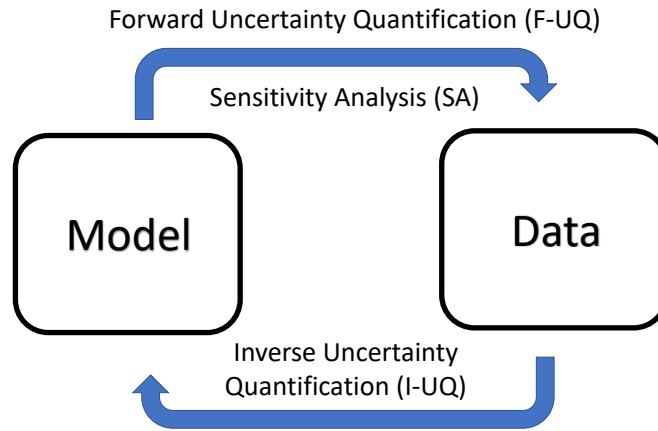 Forward Uncertainty Quantification (F-UQ)
Sensitivity Analysis (SA)
Model
Data
Inverse Uncertainty
Quantification (I-UQ)